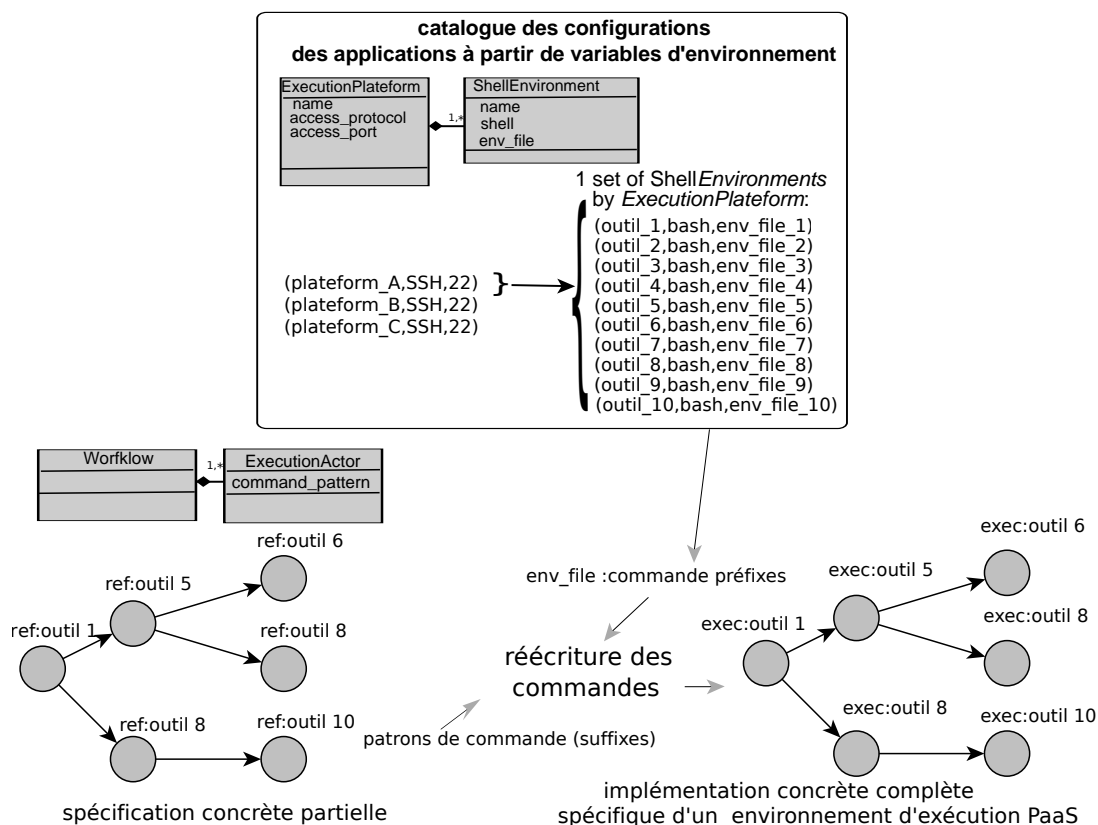 catalogue des configurations
des applications à partir de variables d'environnement
ExecutionPlateform
name
access_protocol
access_port
1,*
ShellEnvironment
name
shell
env_file
1 set of ShellEnvironments
by ExecutionPlateform:
(plateform_A,SSH,22)
(plateform_B,SSH,22)
(plateform_C,SSH,22)
}
{
(outil_1,bash,env_file_1)
(outil_2,bash,env_file_2)
(outil_3,bash,env_file_3)
(outil_4,bash,env_file_4)
(outil_5,bash,env_file_5)
(outil_6,bash,env_file_6)
(outil_7,bash,env_file_7)
(outil_8,bash,env_file_8)
(outil_9,bash,env_file_9)
(outil_10,bash,env_file_10)
Worfklow
1,*
ExecutionActor
command_pattern
ref:outil 1
ref:outil 5
ref:outil 6
ref:outil 8
ref:outil 8
ref:outil 10
spécification concrète partielle
env_file :commande préfixes
réécriture des
commandes
patrons de commande (suffixes)
exec:outil 1
exec:outil 5
exec:outil 6
exec:outil 8
exec:outil 8
exec:outil 10
implémentation concrète complète
spécifique d'un environnement d'exécution PaaS